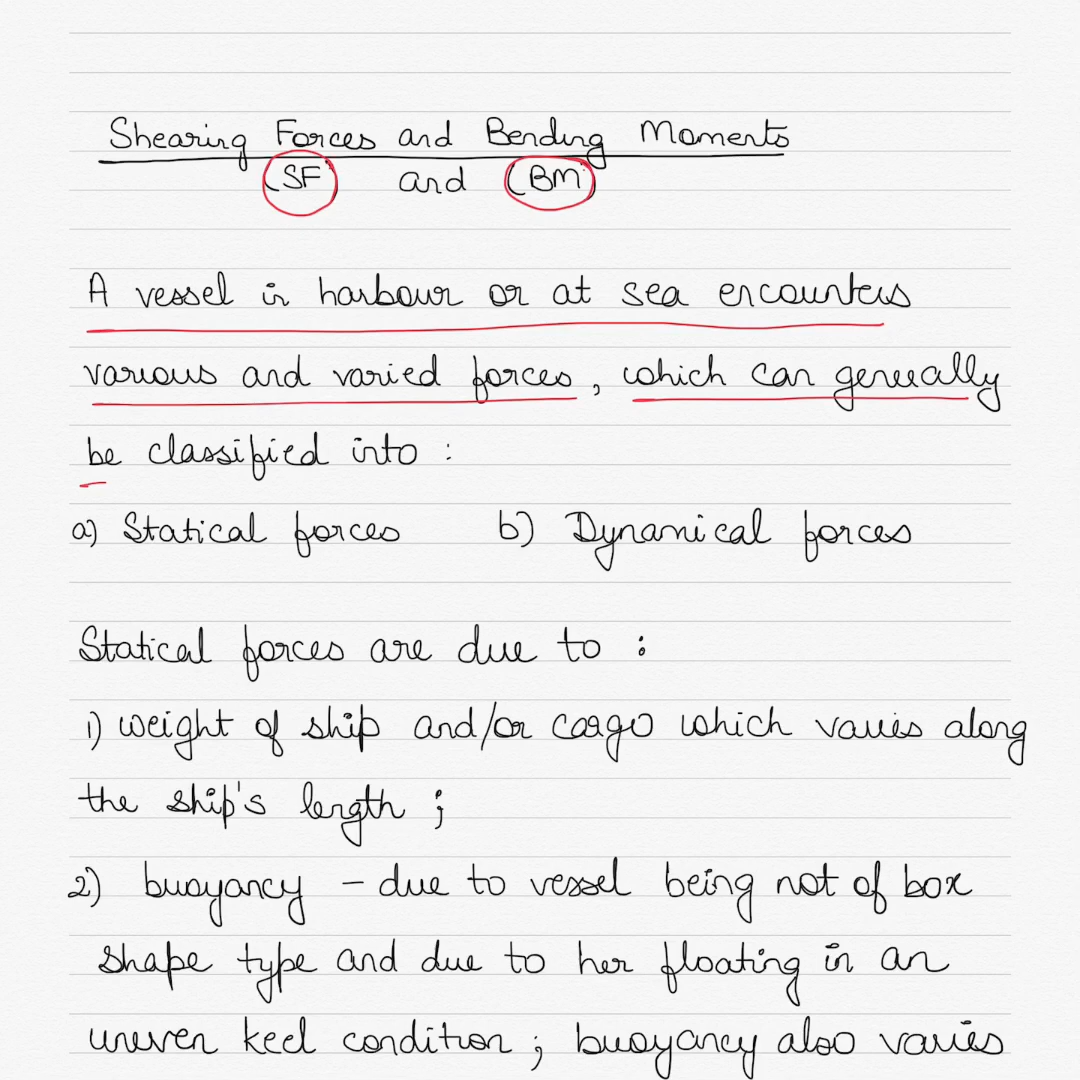 Shearing Forces and Bending Moments
(SF) and (BM)
A vessel in harbour or at sea encounters
various and varied forces, which can generally
be classified into :
a) Statical forces b) Dynamical forces
Statical forces are due to :
1) weight of ship and/or cargo which varies along
the ship's length ;
2) buoyancy – due to vessel being not of box
shape type and due to her floating in an
uneven keel condition ; buoyancy also varies